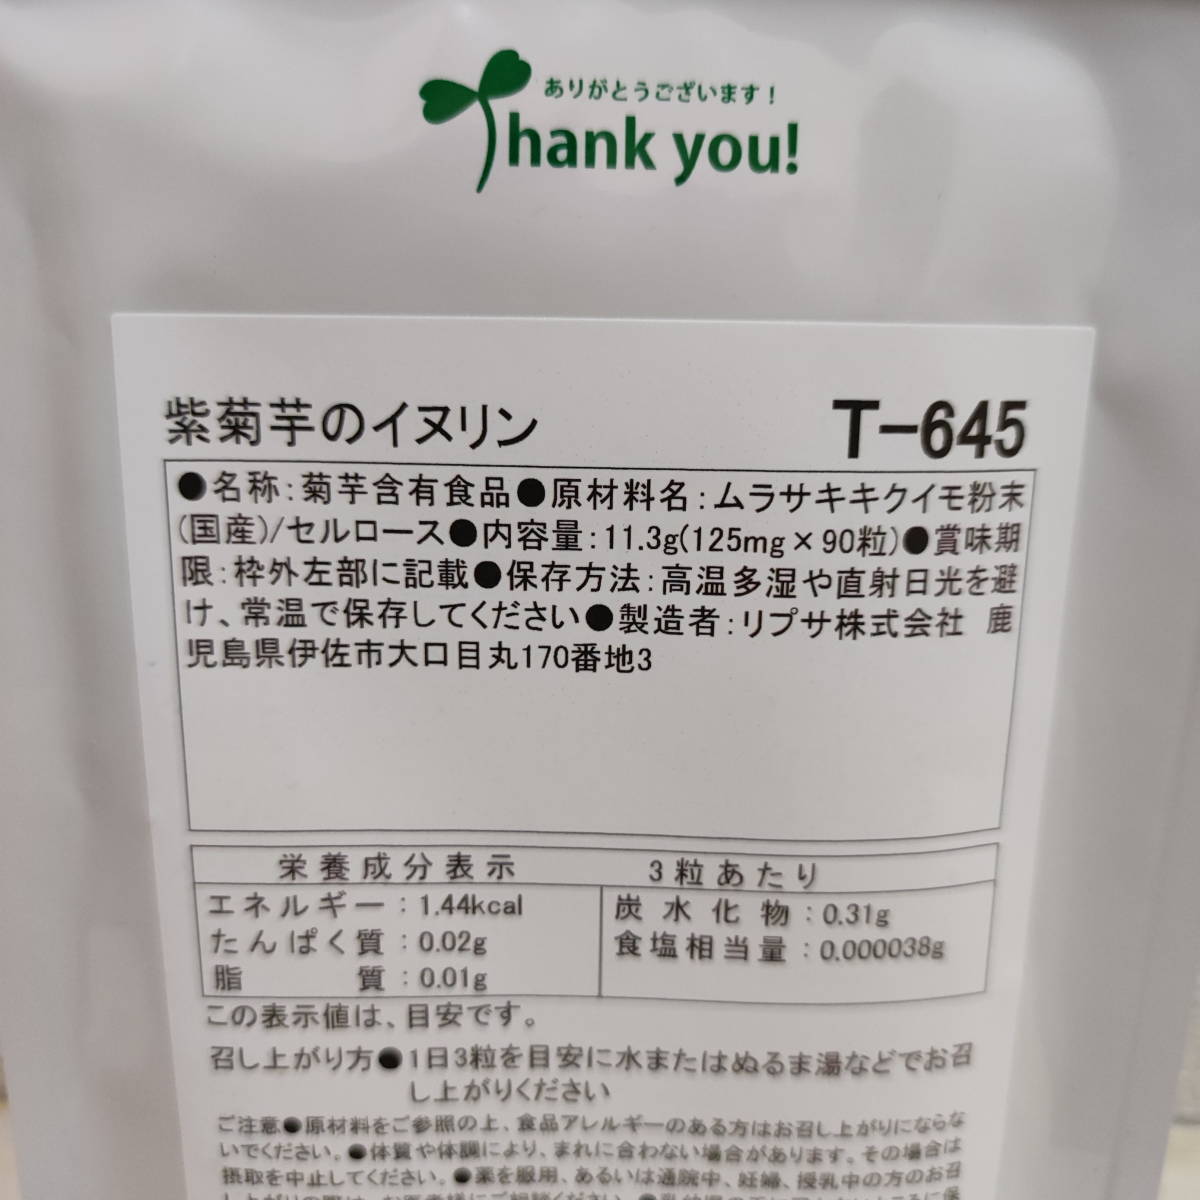 ありがとうございます!
Thank you!
紫菊芋のイヌリン T-645
●名称:菊芋含有食品●原材料名:ムラサキキクイモ粉末
(国産)/セルロース●内容量:11.3g(125mg×90粒)●賞味期
限:枠外左部に記載●保存方法:高温多湿や直射日光を避
け、常温で保存してください●製造者:リプサ株式会社 鹿
児島県伊佐市大口目丸170番地3
栄養成分表示 3粒あたり
エネルギー:1.44kcal 炭水化物:0.31g
たんぱく質:0.02g 食塩相当量:0.000038g
脂質:0.01g
この表示値は、目安です。
召し上がり方●1日3粒を目安に水またはぬるま湯などでお召
し上がりください
ご注意●原材料をご参照の上、食品アレルギーのある方はお召し上がりにならな
いでください。●体質や体調により、まれに合わない場合があります。その場合は
摂取を中止してください。●薬を服用、あるいは通院中、妊婦、授乳中の方のお召